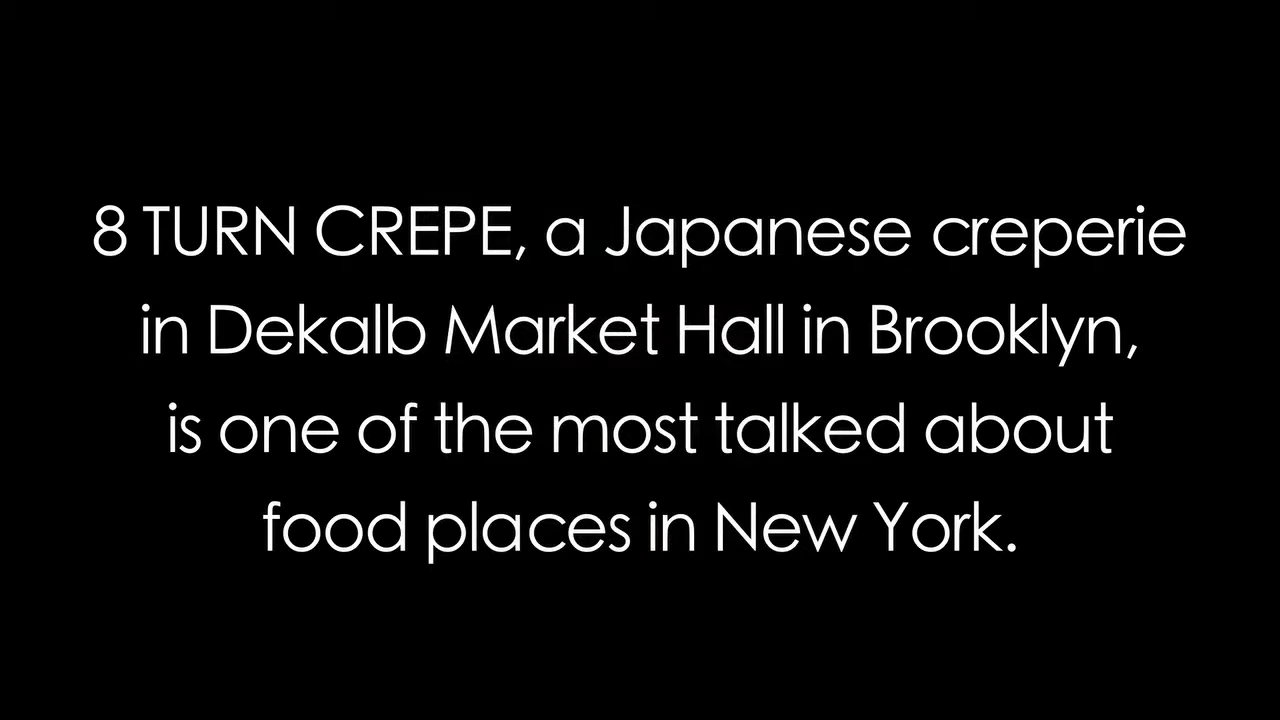 8 TURN CREPE, a Japanese creperie
in Dekalb Market Hall in Brooklyn,
is one of the most talked about
food places in New York.